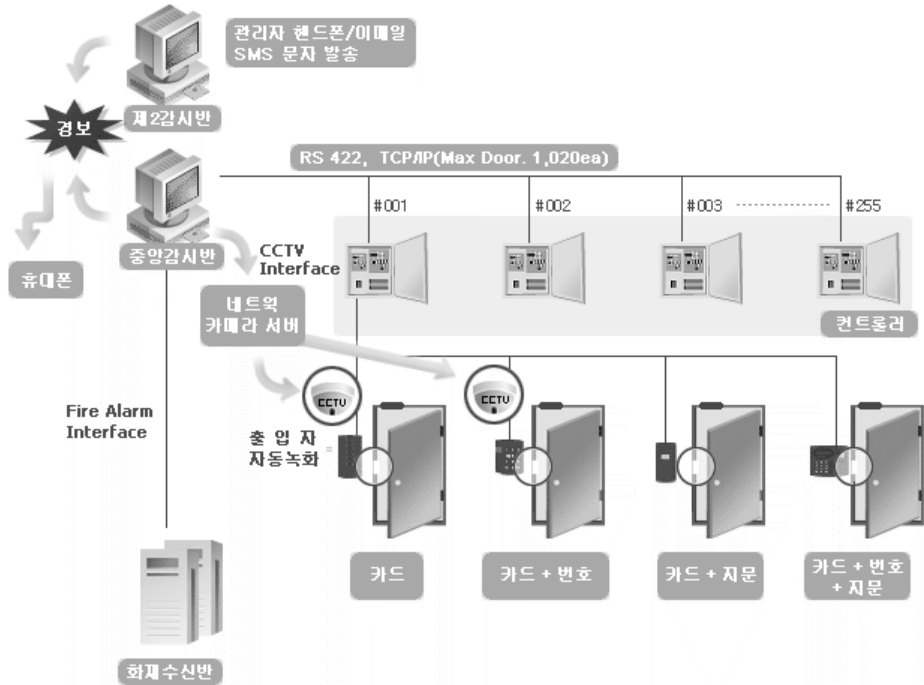 관리자 핸드폰/이메일
SMS 문자 발송
제2감시반
경보
RS 422, TCP/IP(Max Door. 1,020ea)
#001
#002
#003
#255
중앙감시반
휴대폰
CCTV
Interface
네트웍
카메라 서버
컨트롤러
CCTV
CCTV
Fire Alarm
Interface
출 입 자
자동녹화
카드
카드 + 번호
카드 + 지문
카드 + 번호
+ 지문
화재수신반